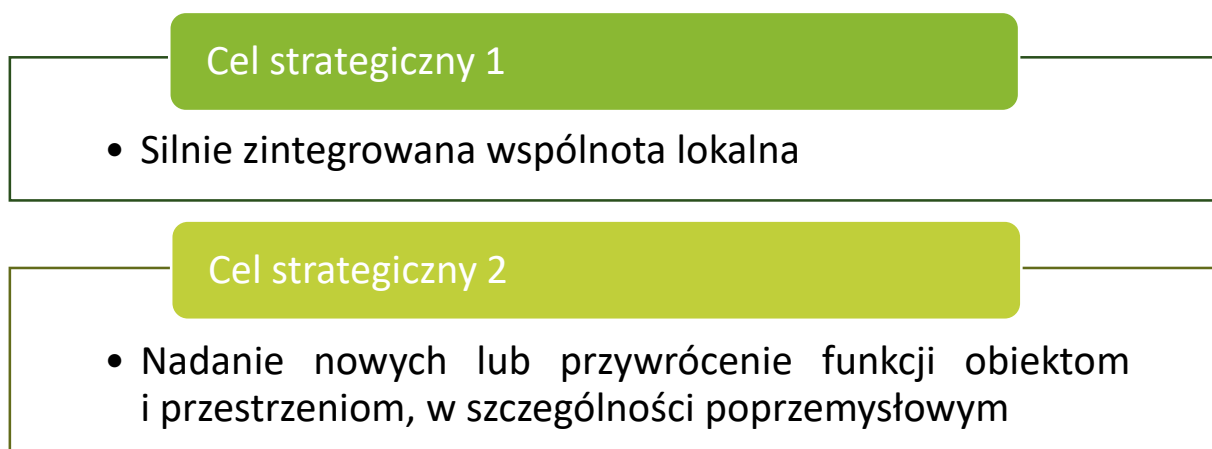 Cel strategiczny 1
• Silnie zintegrowana wspólnota lokalna
Cel strategiczny 2
• Nadanie nowych lub przywrócenie funkcji obiektom
i przestrzeniom, w szczególności poprzemysłowym